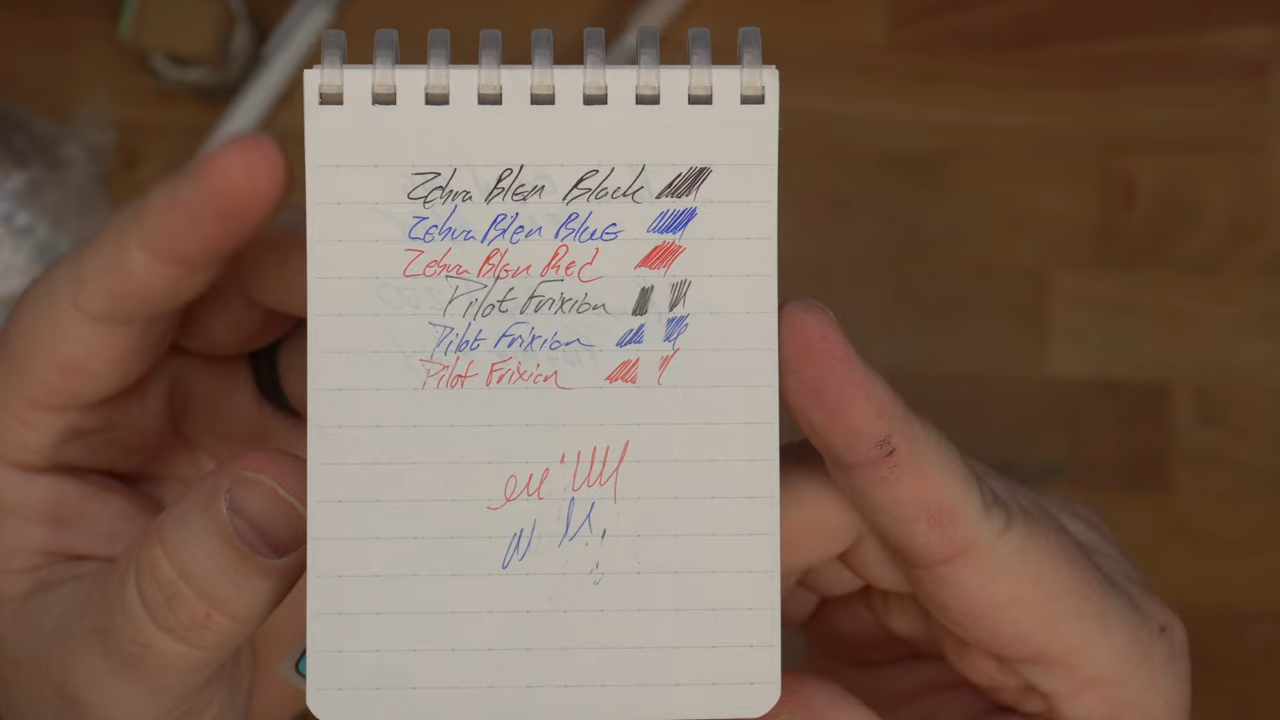 Zebra Blen Black
Zebra Blen Blue
Zebra Blen Red
Pilot Frixion
Pilot Frixion
Pilot Frixion